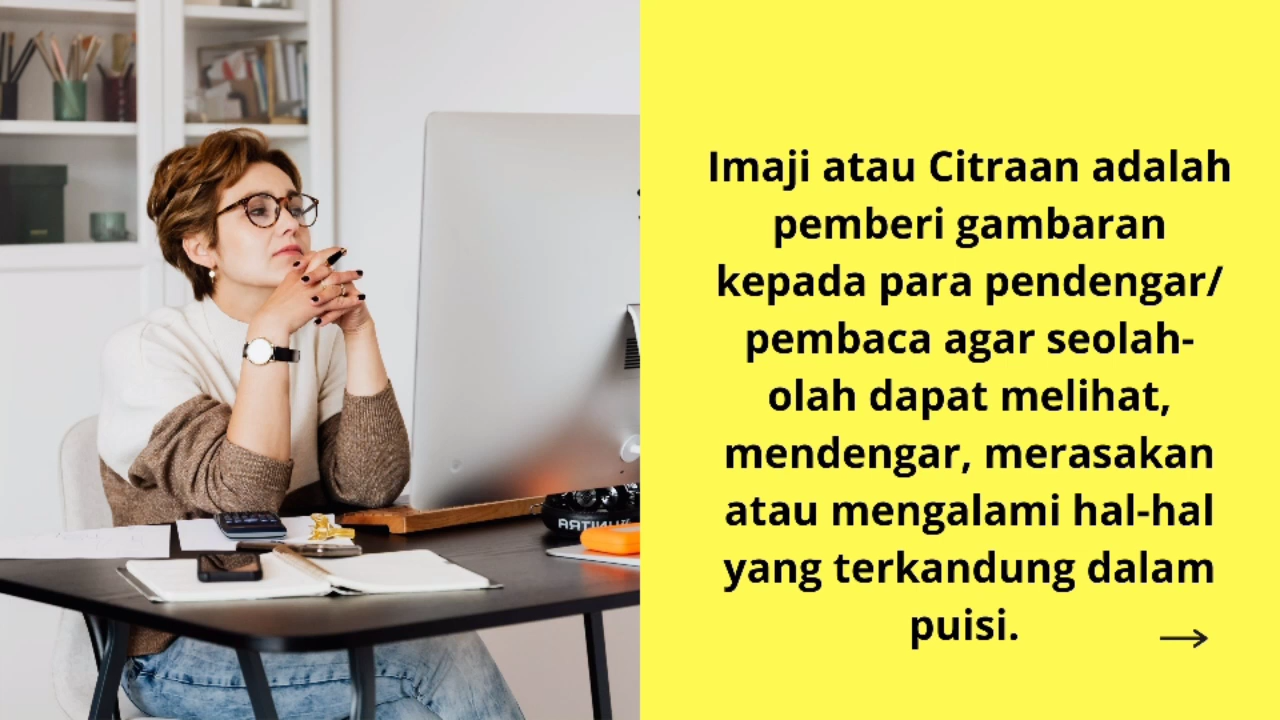 Imaji atau Citraan adalah
pemberi gambaran
kepada para pendengar/
pembaca agar seolah-
olah dapat melihat,
mendengar, merasakan
atau mengalami hal-hal
yang terkandung dalam
puisi.